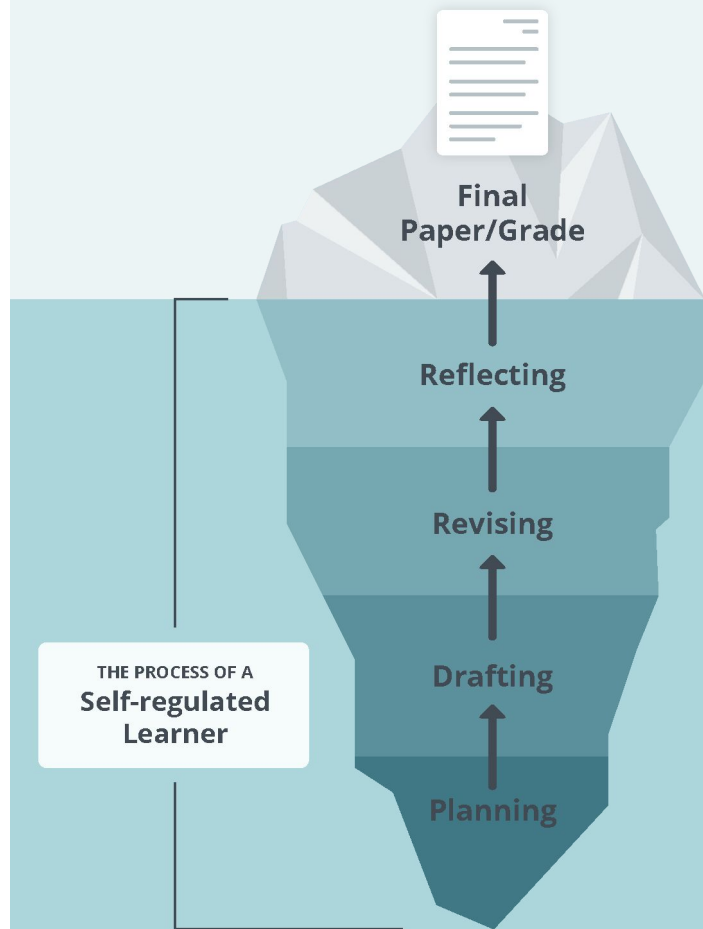 Final
Paper/Grade
Reflecting
Revising
Drafting
Planning
THE PROCESS OF A
Self-regulated
Learner